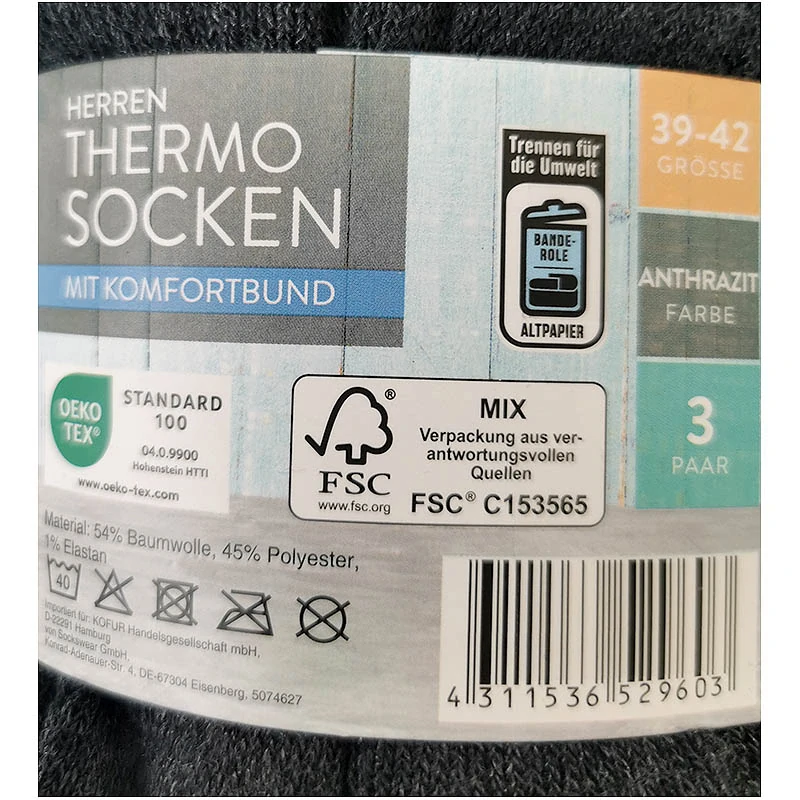 HERREN
THERMO
SOCKEN
MIT KOMFORTBUND
Trennen für
die Umwelt
BANDE-
ROLE
ALTPAPIER
39-42
GRÖSSE
ANTHRAZIT
FARBE
3
PAAR
OEKO
TEX®
STANDARD
100
04.0.9900
Hohenstein HTTI
www.oeko-tex.com
®
FSC
www.fsc.org
MIX
Verpackung aus ver-
antwortungsvollen
Quellen
FSC® C153565
Material: 54% Baumwolle, 45% Polyester,
1% Elastan
40
Importiert für: KOFUR Handelsgesellschaft mbH,
D-22291 Hamburg
von Sockswear GmbH,
Konrad-Adenauer-Str. 4, DE-67304 Eisenberg, 5074627
4 311536 529603